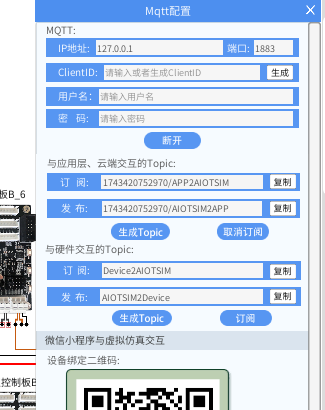 Mqtt配置 X
MQTT:
IP地址: 127.0.0.1 端口: 1883
ClientID: 请输入或者生成ClientID 生成
用户名: 请输入用户名
密 码: 请输入密码
断开
与应用层、云端交互的Topic:
订 阅: 1743420752970/APP2AIOTSIM 复制
发 布: 1743420752970/AIOTSIM2APP 复制
生成Topic 取消订阅
板B_6
与硬件交互的Topic:
订 阅: Device2AIOTSIM 复制
发 布: AIOTSIM2Device 复制
生成Topic 订阅
微信小程序与虚拟仿真交互
设备绑定二维码:
控制板B